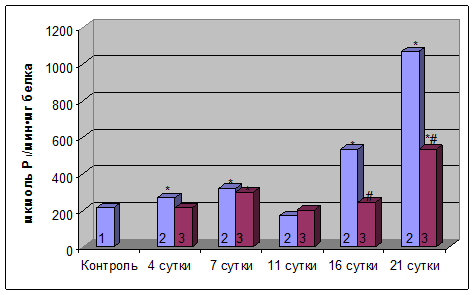 мкмоль P i/мин•мг белка
1200
1000
800
600
400
200
0
1
* 2 3
* 2 * 3
2 3
* 2 # 3
* 2 *# 3
Контроль 4 сутки 7 сутки 11 сутки 16 сутки 21 сутки